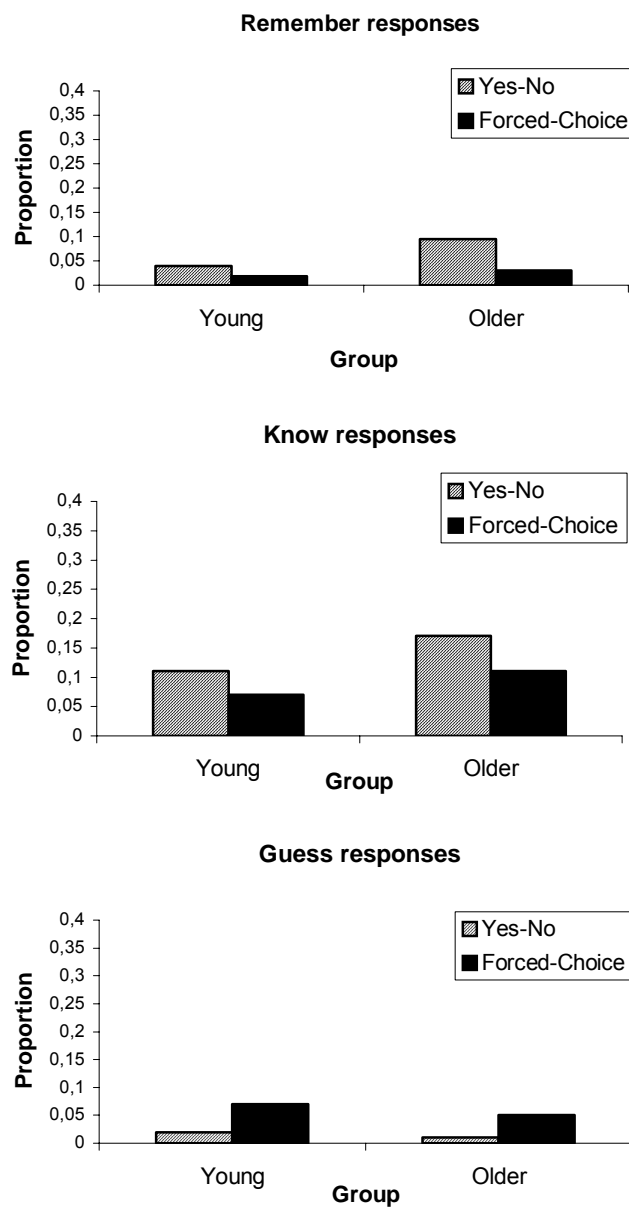 Remember responses
Yes-No
Forced-Choice
0,4
0,35
0,3
0,25
0,2
0,15
0,1
0,05
0
Proportion
Young
Older
Group
Know responses
Yes-No
Forced-Choice
0,4
0,35
0,3
0,25
0,2
0,15
0,1
0,05
0
Proportion
Young
Older
Group
Guess responses
Yes-No
Forced-Choice
0,4
0,35
0,3
0,25
0,2
0,15
0,1
0,05
0
Proportion
Young
Older
Group